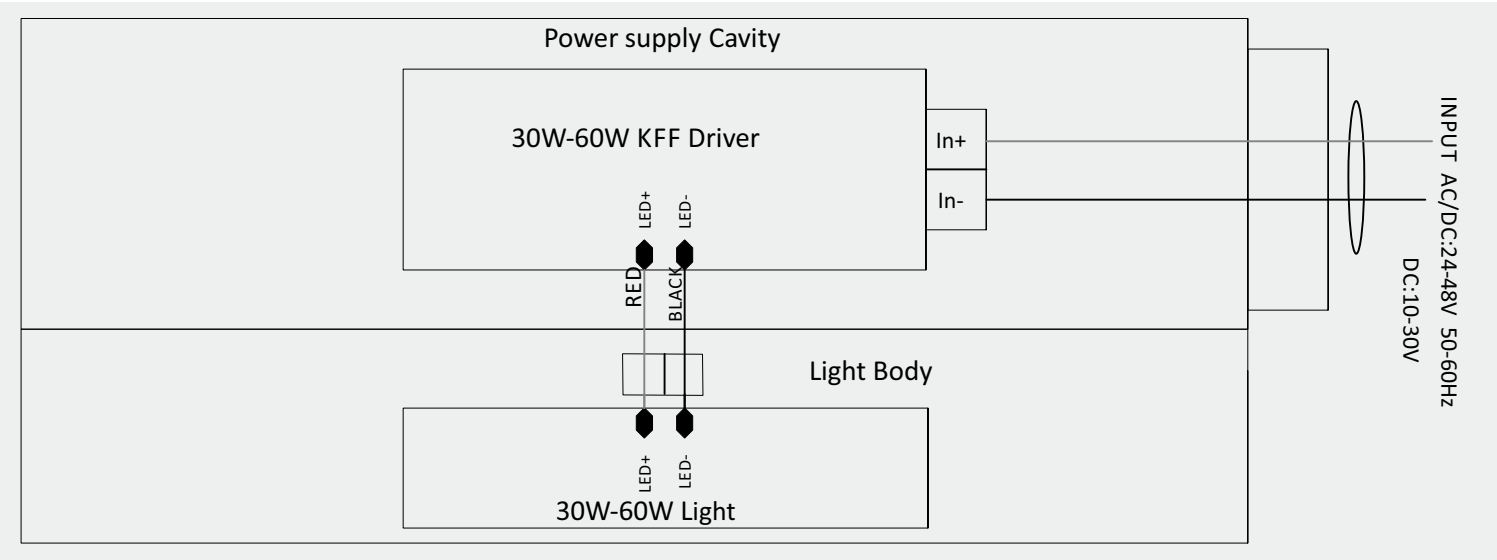 Power supply Cavity
30W-60W KFF Driver
In+
In-
LED+
LED-
RED
BLACK
INPUT AC/DC:24-48V 50-60Hz
DC:10-30V
Light Body
LED+
LED-
30W-60W Light